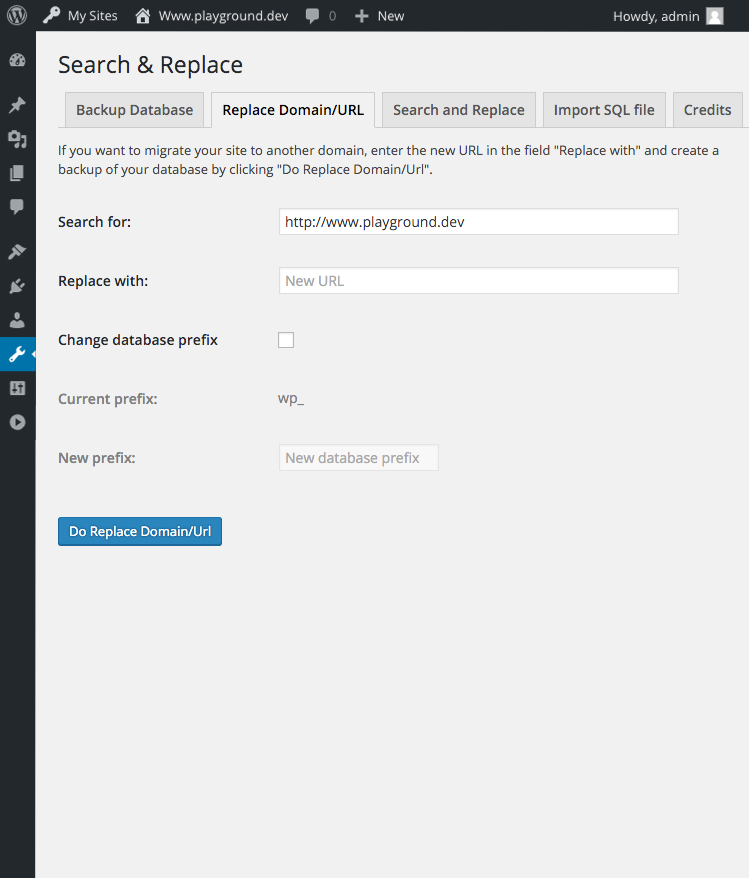 My Sites Www.playground.dev 0 New Howdy, admin
Search & Replace
Backup Database Replace Domain/URL Search and Replace Import SQL file Credits
If you want to migrate your site to another domain, enter the new URL in the field "Replace with" and create a
backup of your database by clicking "Do Replace Domain/Url".
Search for: http://www.playground.dev
Replace with: New URL
Change database prefix
Current prefix: wp_
New prefix: New database prefix
Do Replace Domain/Url